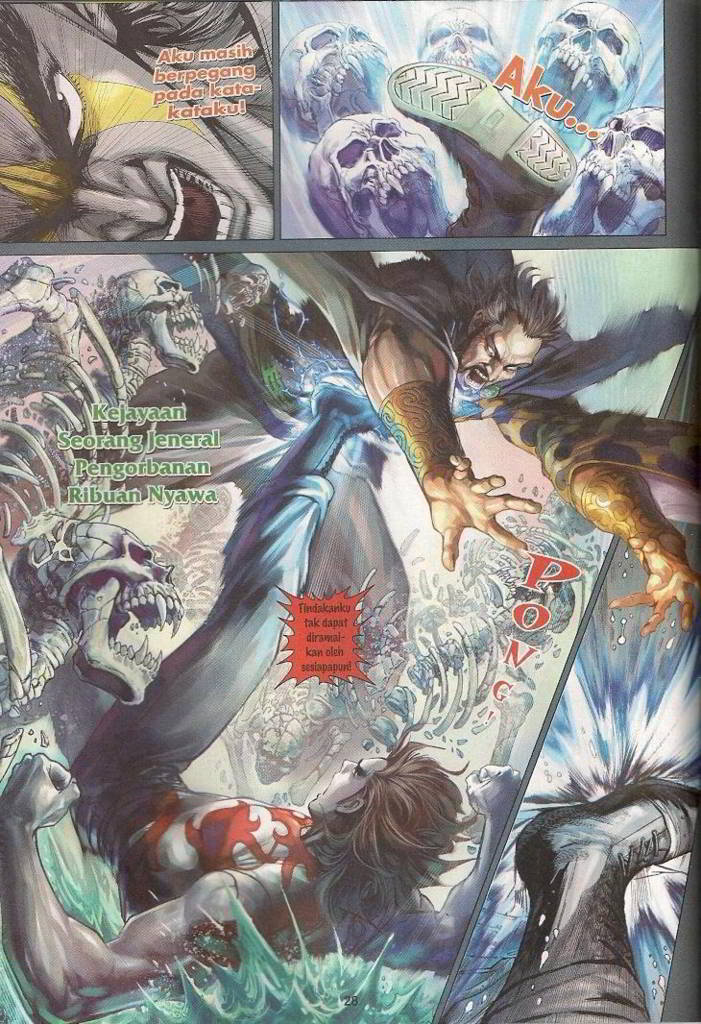 Aku masih
berpegang
pada kata-
kataku!
Aku...
Kejayaan
Seorang Jeneral
Pengorbanan
Ribuan Nyawa
PONG!
Tindakanku
tak dapat
diramal-
kan oleh
sesiapapun!
28